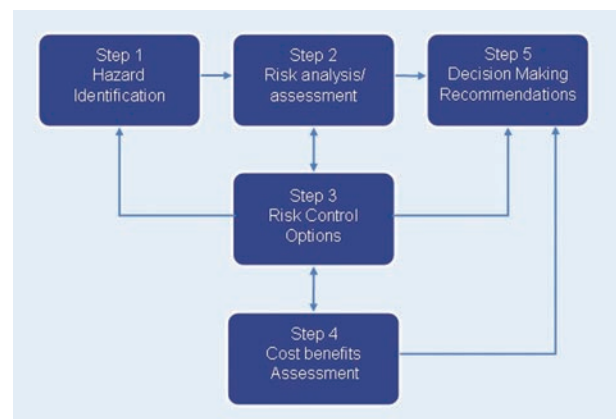 Step 1
Hazard
Identification
Step 2
Risk analysis/
assessment
Step 5
Decision Making
Recommendations
Step 3
Risk Control
Options
Step 4
Cost benefits
Assessment